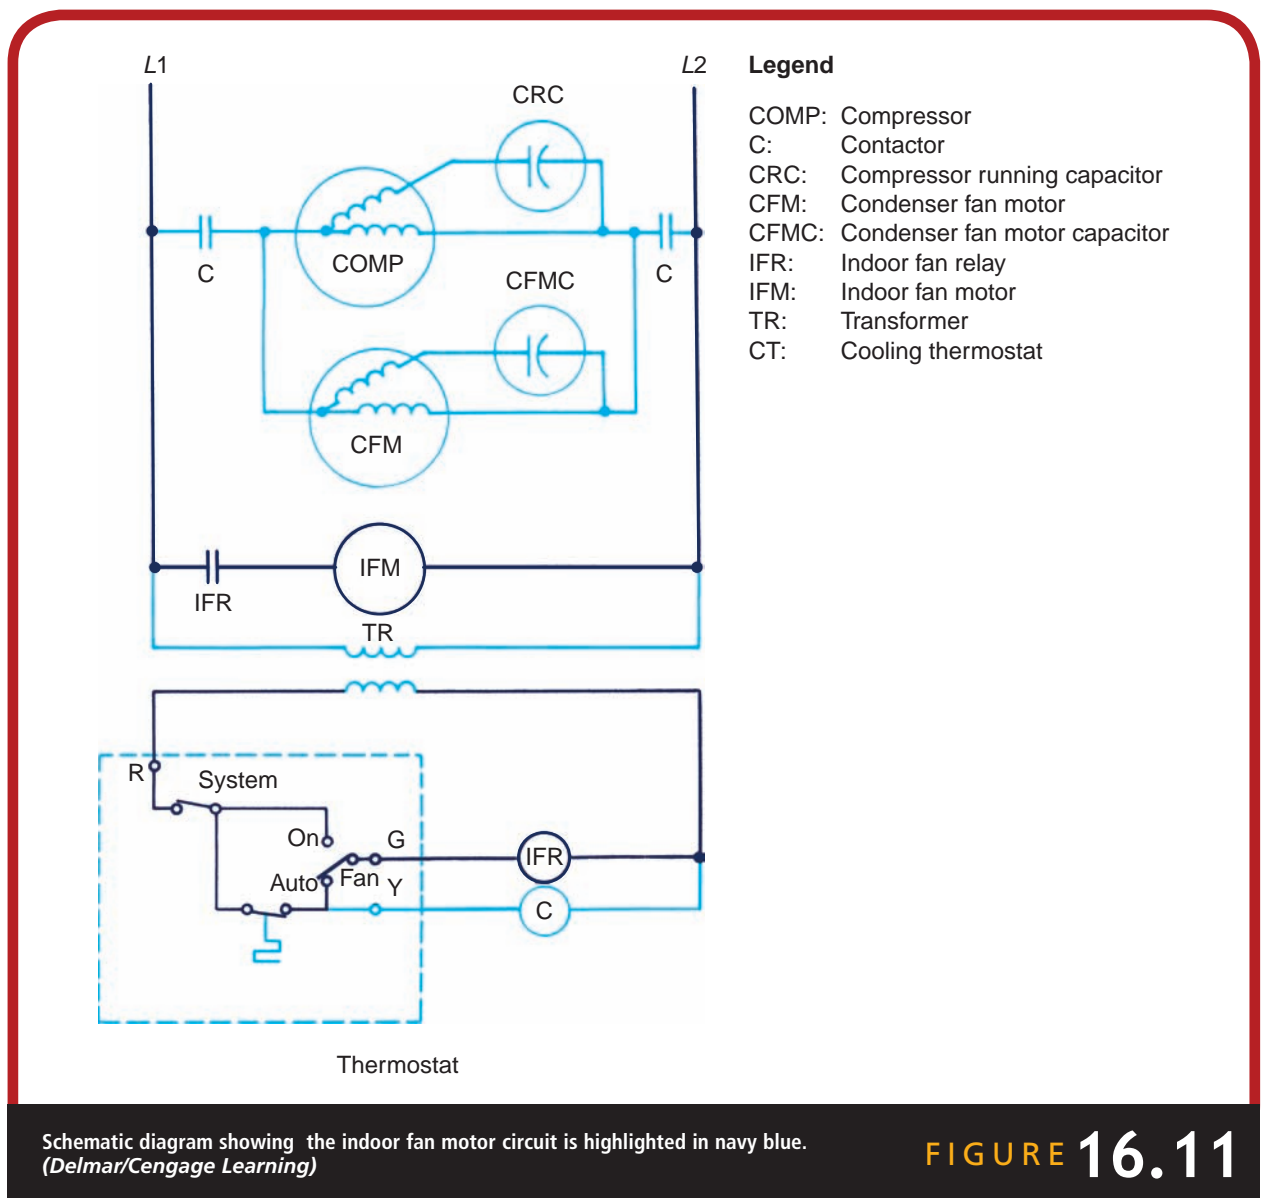 L1
L2
Legend
CRC
COMP: Compressor
C: Contactor
CRC: Compressor running capacitor
CFM: Condenser fan motor
CFMC: Condenser fan motor capacitor
IFR: Indoor fan relay
IFM: Indoor fan motor
TR: Transformer
CT: Cooling thermostat
C
COMP
C
CFMC
CFM
IFM
IFR
TR
R
System
On
G
IFR
Auto
Fan
Y
C
Thermostat
Schematic diagram showing the indoor fan motor circuit is highlighted in navy blue.
(Delmar/Cengage Learning)
FIGURE 16.11